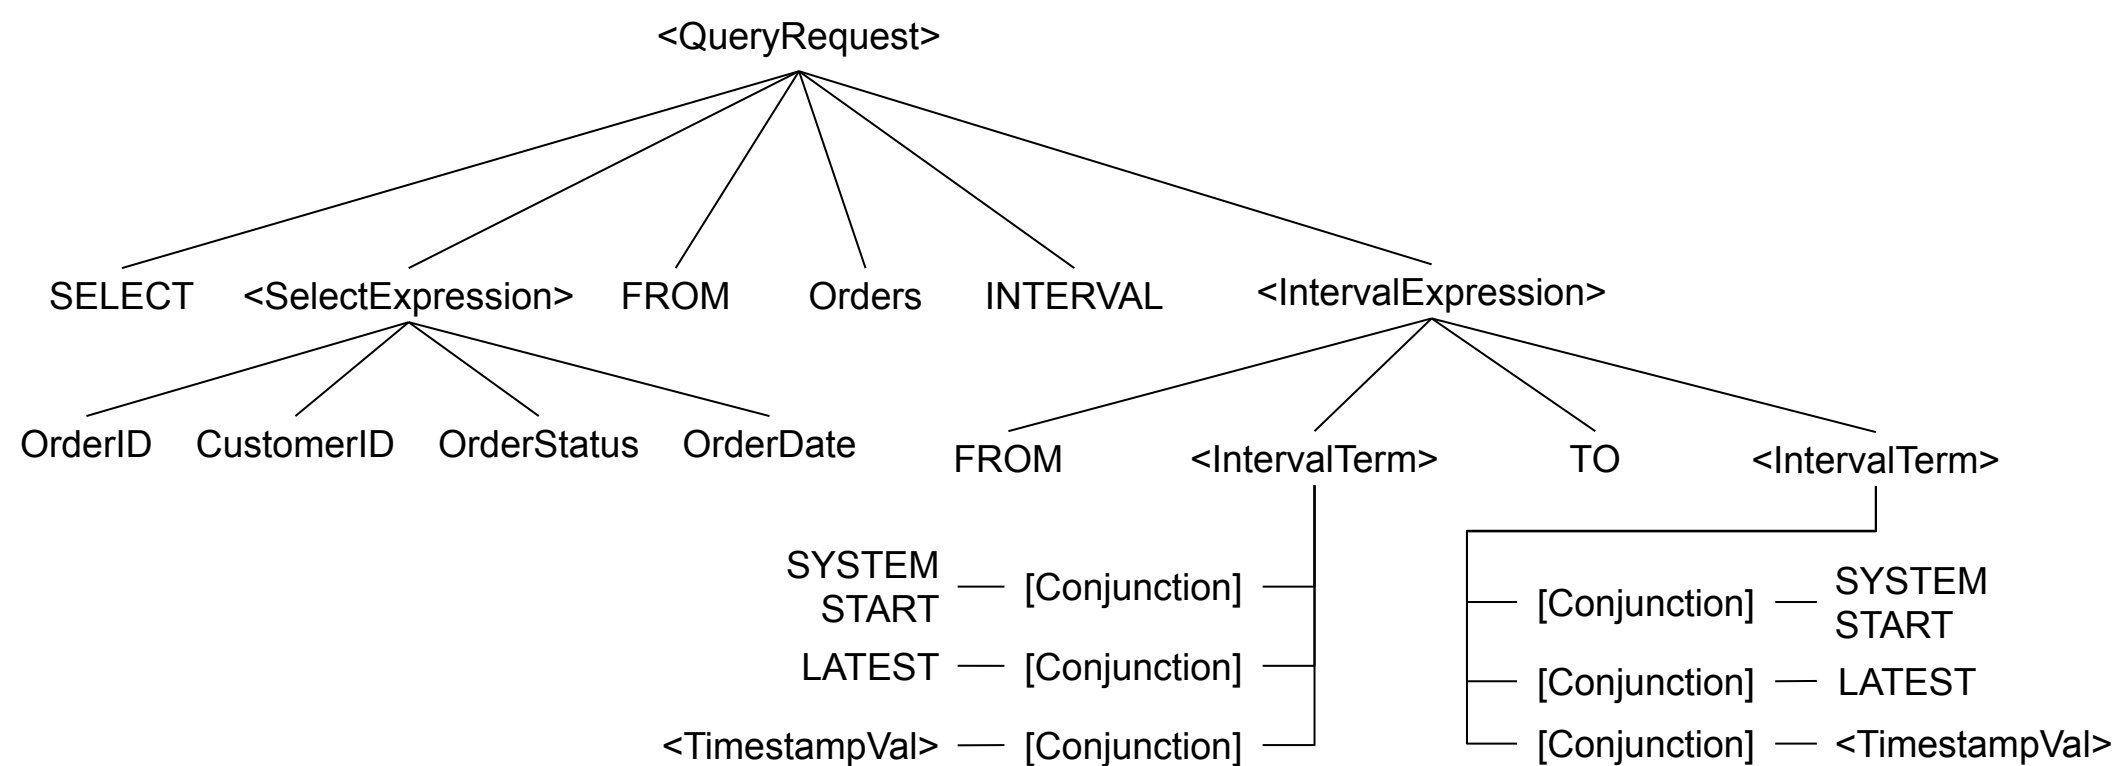 <QueryRequest>
SELECT <SelectExpression> FROM Orders INTERVAL <IntervalExpression>
OrderID CustomerID OrderStatus OrderDate
FROM <IntervalTerm> TO <IntervalTerm>
SYSTEM
START
[Conjunction]
LATEST [Conjunction]
<TimestampVal> [Conjunction]
[Conjunction]
SYSTEM
START
[Conjunction] LATEST
[Conjunction] <TimestampVal>